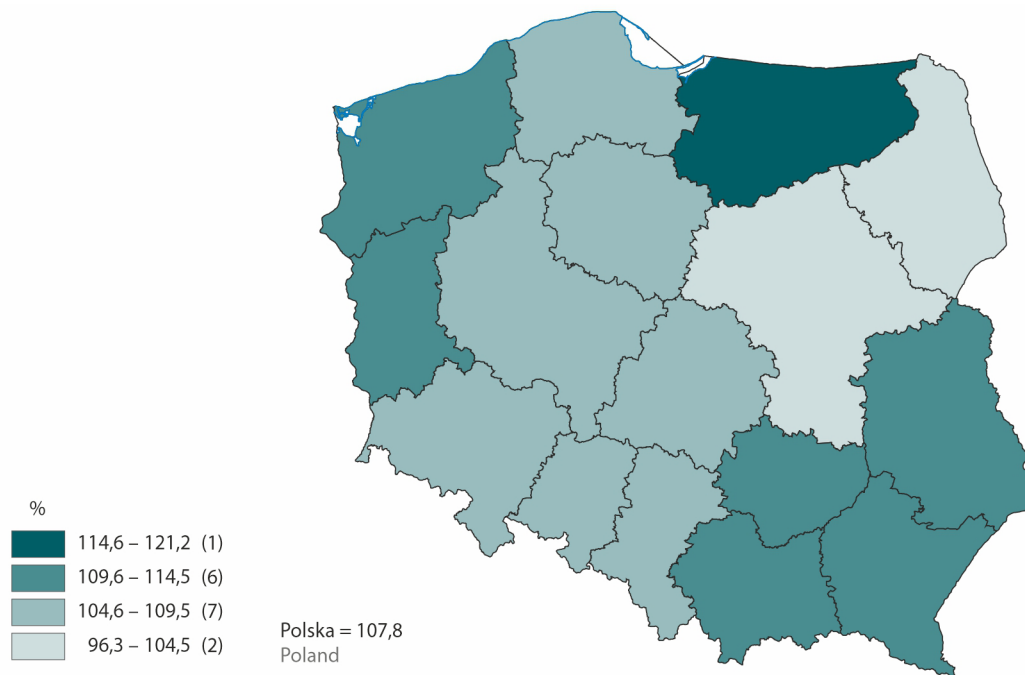 %
114,6 – 121,2 (1)
109,6 – 114,5 (6)
104,6 – 109,5 (7)
96,3 – 104,5 (2)
Polska = 107,8
Poland